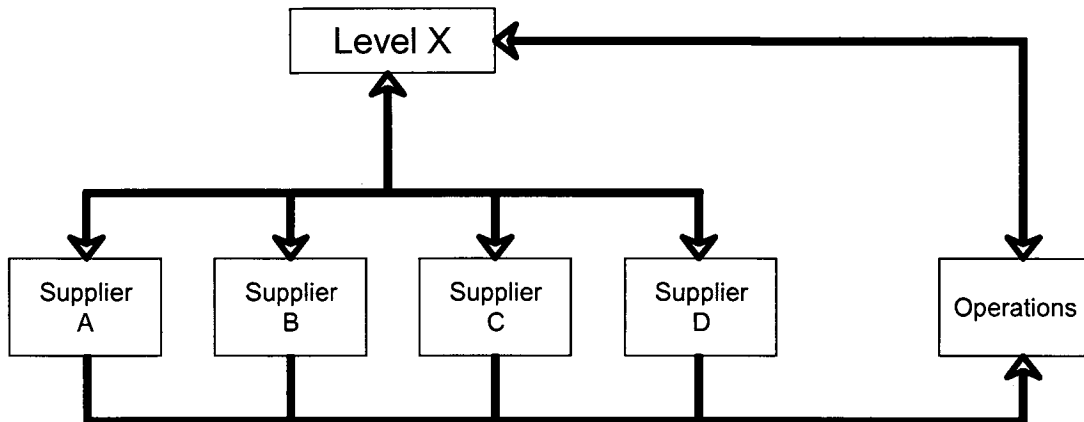 Level X
Supplier
A
Supplier
B
Supplier
C
Supplier
D
Operations